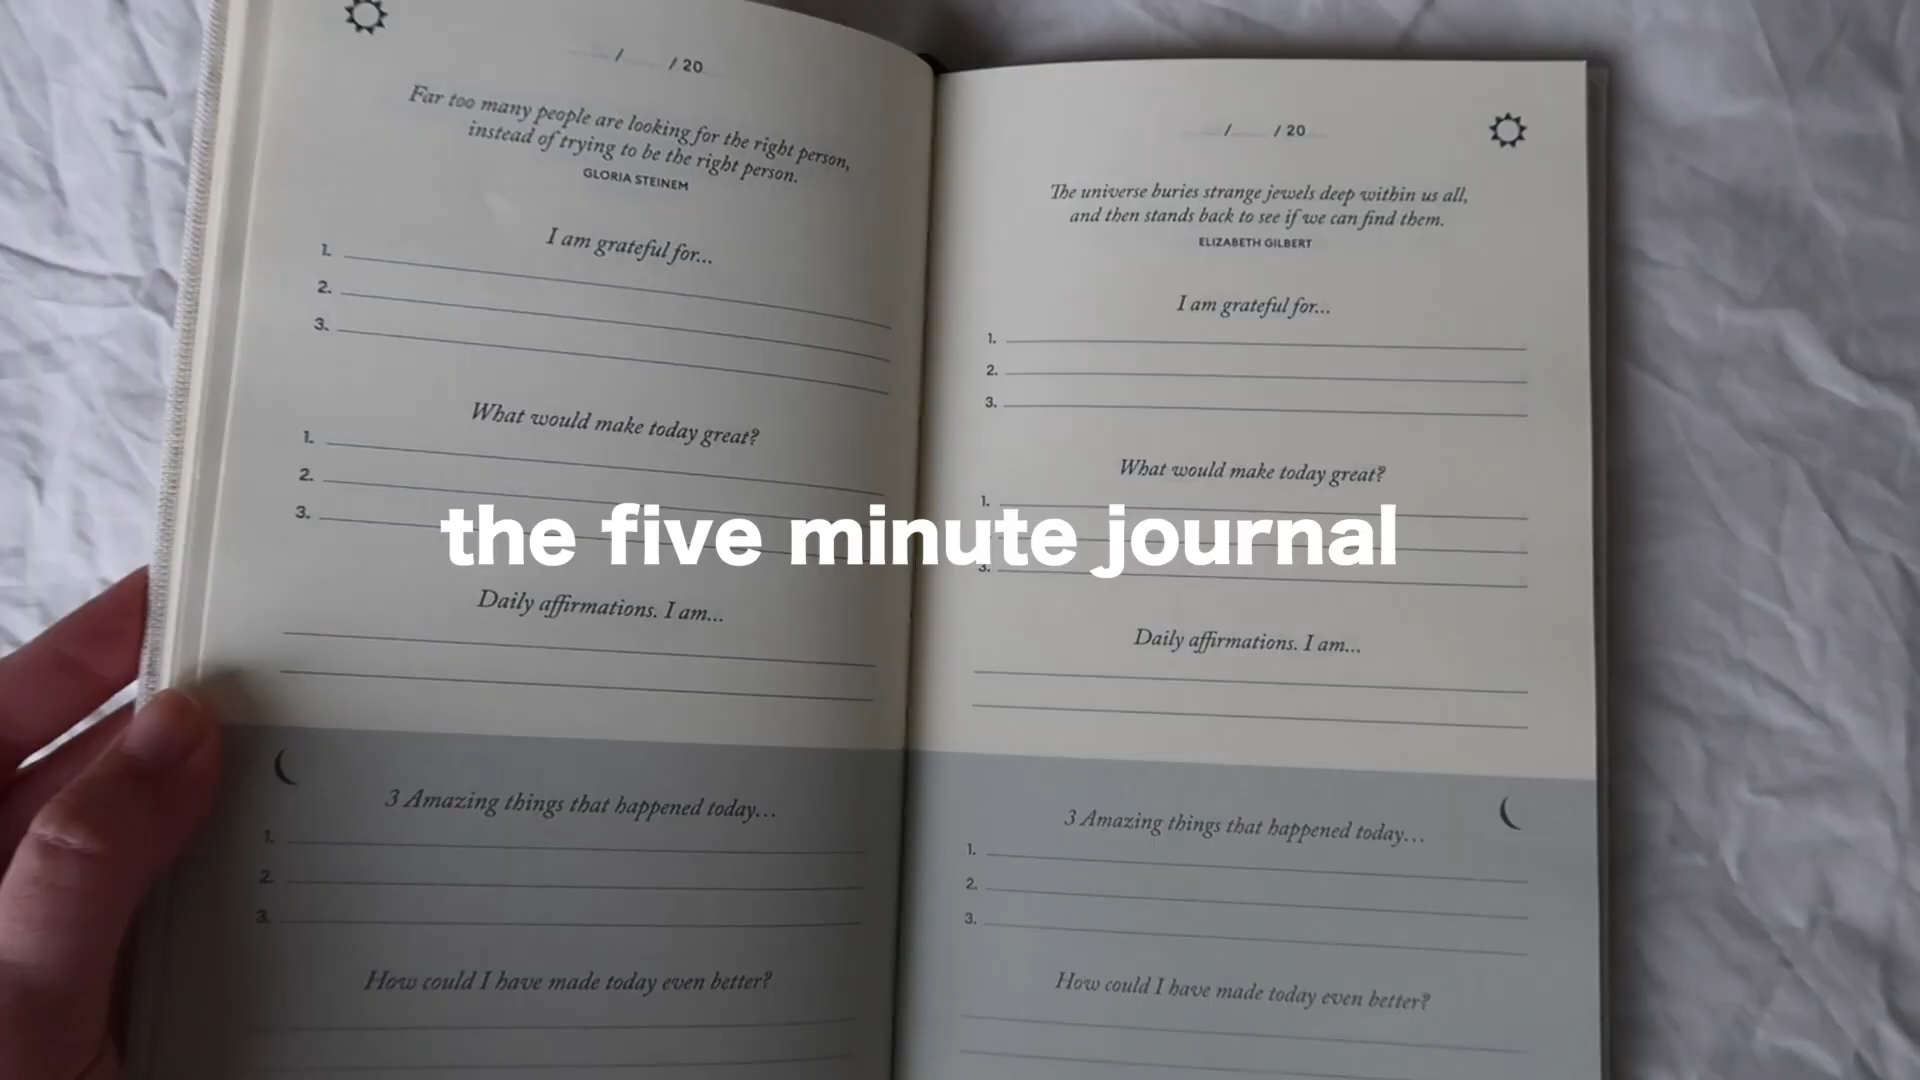 / / 20
Far too many people are looking for the right person,
instead of trying to be the right person.
GLORIA STEINEM
I am grateful for...
1.
2.
3.
What would make today great?
1.
2.
3.
Daily affirmations. I am...
3 Amazing things that happened today...
1.
2.
3.
How could I have made today even better?
/ / 20
The universe buries strange jewels deep within us all,
and then stands back to see if we can find them.
ELIZABETH GILBERT
I am grateful for...
1.
2.
3.
What would make today great?
1.
3.
Daily affirmations. I am...
3 Amazing things that happened today...
1.
2.
3.
How could I have made today even better?
the five minute journal